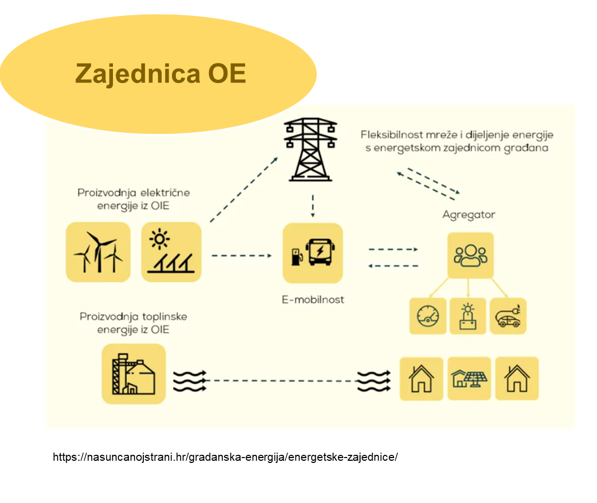 Zajednica OE
Fleksibilnost mreže i dijeljenje energije
s energetskom zajednicom građana
Proizvodnja električne
energije iz OIE
Agregator
E-mobilnost
Proizvodnja toplinske
energije iz OIE
https://nasuncanojstrani.hr/gradanska-energija/energetske-zajednice/